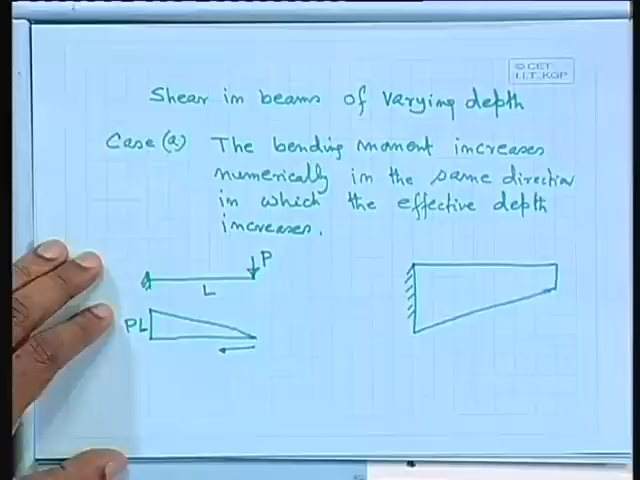 © CET
I.I.T. KGP
Shear in beams of varying depth
Case (a) The bending moment increases
numerically in the same direction
in which the effective depth
increases.
P
L
PL